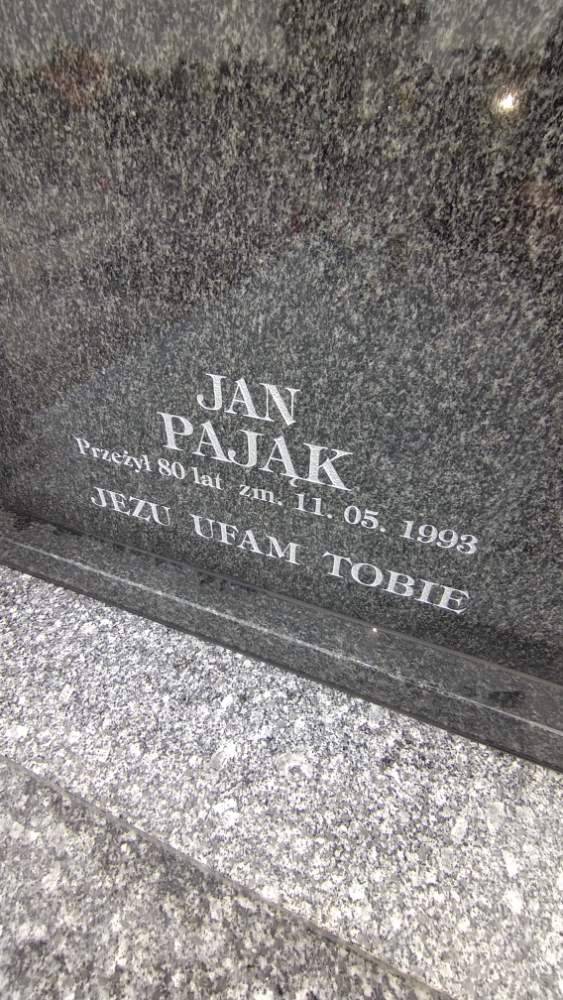 JAN
PAJĄK
Przeżył 80 lat zm. 11. 05. 1993
JEZU UFAM TOBIE